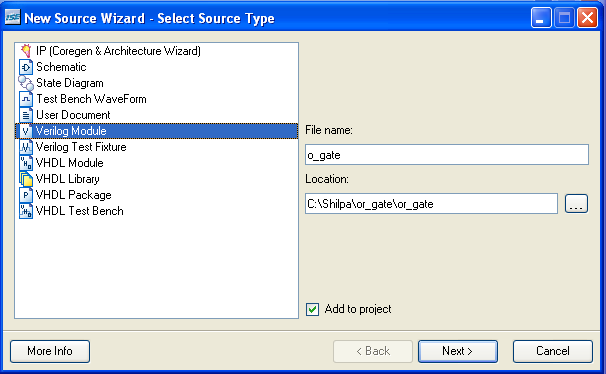 ISE New Source Wizard - Select Source Type
IP (Coregen & Architecture Wizard)
Schematic
State Diagram
Test Bench WaveForm
User Document
Verilog Module
Verilog Test Fixture
VHDL Module
VHDL Library
VHDL Package
VHDL Test Bench
File name:
o_gate
Location:
C:\Shilpa\or_gate\or_gate
...
Add to project
More Info
< Back
Next >
Cancel